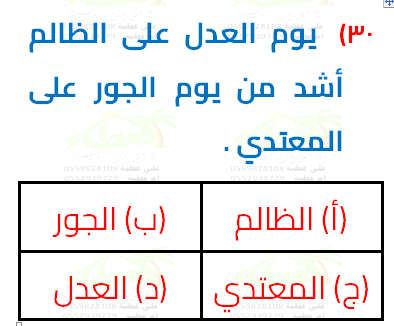 ٣٠) يوم العدل على الظالم
أشد من يوم الجور على
المعتدي .
(أ) الظالم
(ب) الجور
(ج) المعتدي
(د) العدل